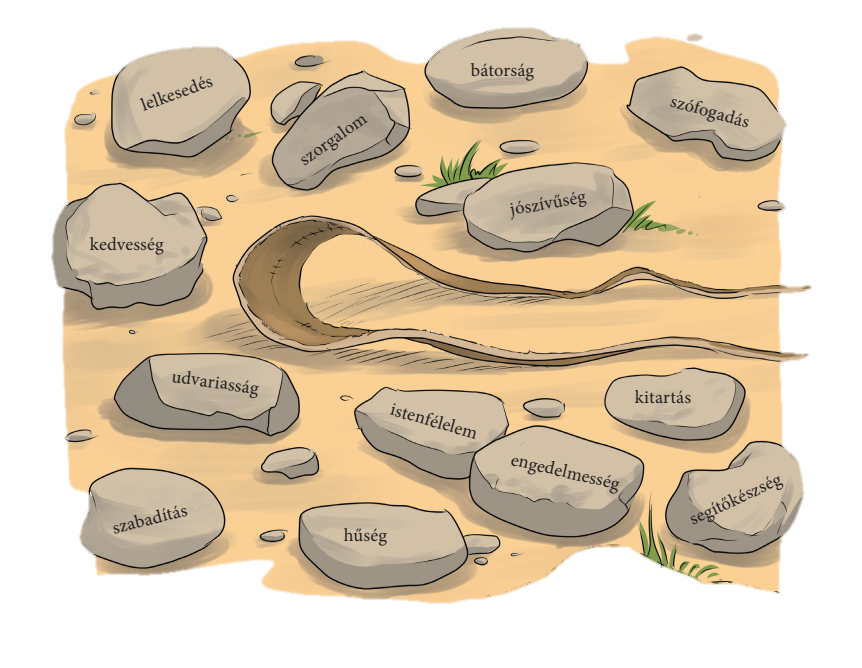 lelkesedés
bátorság
szófogadás
szorgalom
jószívűség
kedvesség
udvariasság
istenfélelem
kitartás
engedelmesség
segítőkészség
szabadítás
hűség